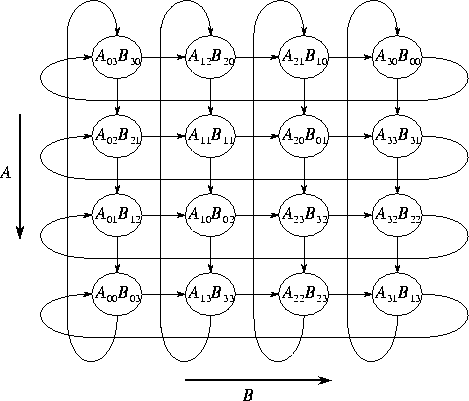 A₀₃B₃₀ A₁₂B₂₀ A₂₁B₁₀ A₃₀B₀₀
A₀₂B₂₁ A₁₁B₁₁ A₂₀B₀₁ A₃₃B₃₁
A
A₀₁B₁₂ A₁₀B₀₂ A₂₃B₃₂ A₃₂B₂₂
A₀₀B₀₃ A₁₃B₃₃ A₂₂B₂₃ A₃₁B₁₃
B